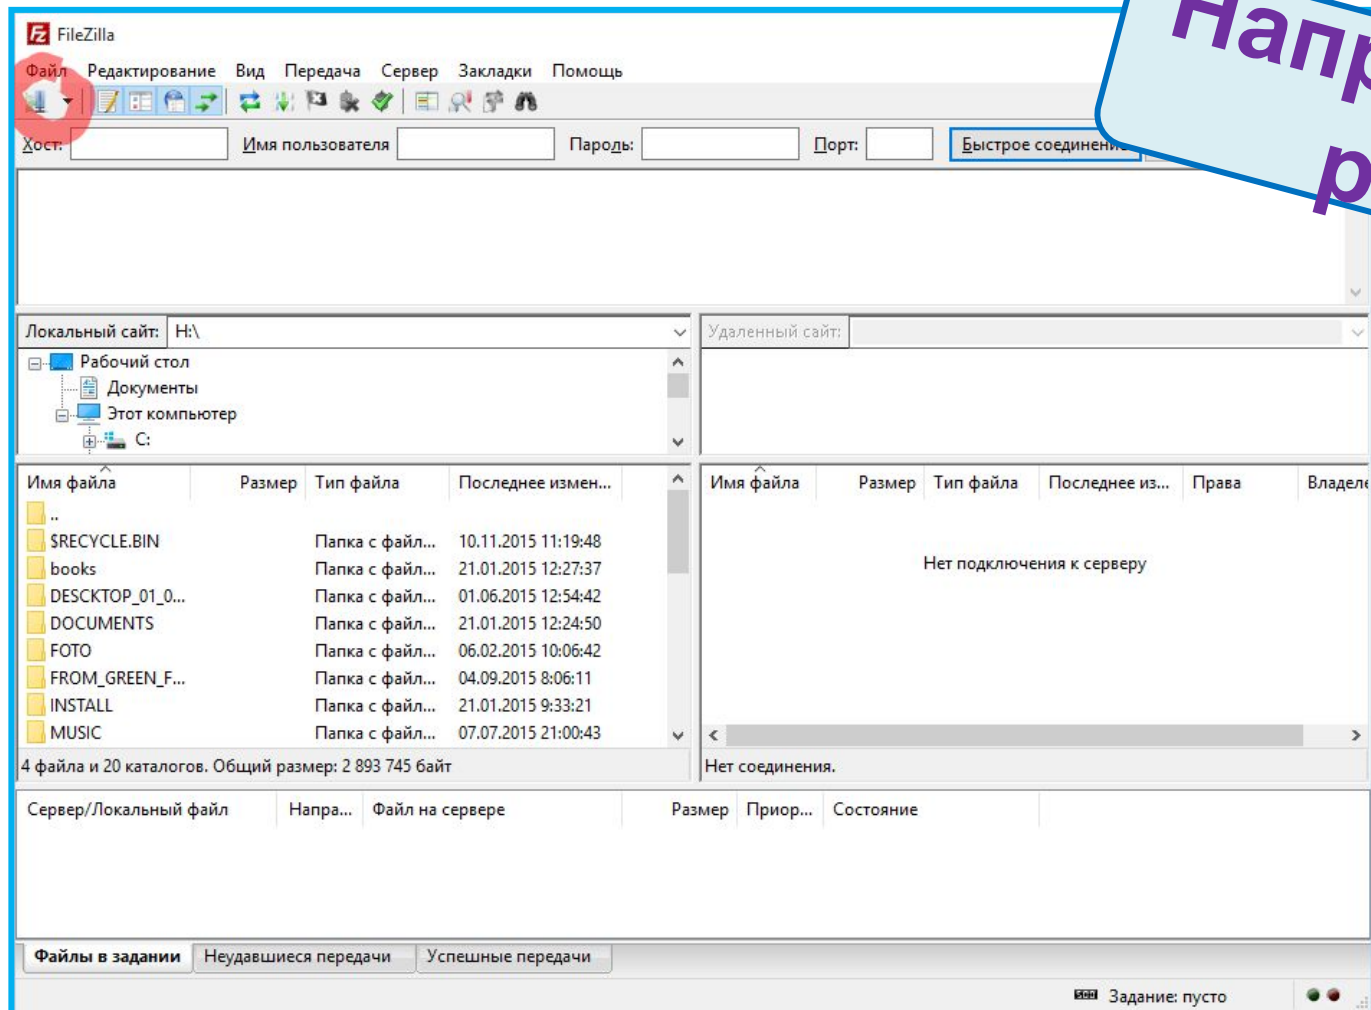 FileZilla
Файл Редактирование Вид Передача Сервер Закладки Помощь
Хост: Имя пользователя Пароль: Порт: Быстрое соединение
Локальный сайт: H:\
Удаленный сайт:
Рабочий стол
Документы
Этот компьютер
C:
Имя файла Размер Тип файла Последнее измен...
..
$RECYCLE.BIN Папка с файл... 10.11.2015 11:19:48
books Папка с файл... 21.01.2015 12:27:37
DESCKTOP_01_0... Папка с файл... 01.06.2015 12:54:42
DOCUMENTS Папка с файл... 21.01.2015 12:24:50
FOTO Папка с файл... 06.02.2015 10:06:42
FROM_GREEN_F... Папка с файл... 04.09.2015 8:06:11
INSTALL Папка с файл... 21.01.2015 9:33:21
MUSIC Папка с файл... 07.07.2015 21:00:43
4 файла и 20 каталогов. Общий размер: 2 893 745 байт
Имя файла Размер Тип файла Последнее из... Права Владеле
Нет подключения к серверу
Нет соединения.
Сервер/Локальный файл Напра... Файл на сервере Размер Приор... Состояние
Файлы в задании Неудавшиеся передачи Успешные передачи
Задание: пусто